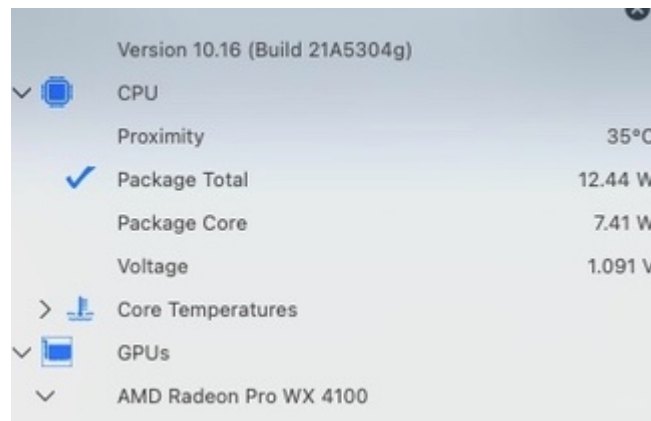 Version 10.16 (Build 21A5304g)
CPU
Proximity 35°C
Package Total 12.44 W
Package Core 7.41 W
Voltage 1.091 V
Core Temperatures
GPUs
AMD Radeon Pro WX 4100